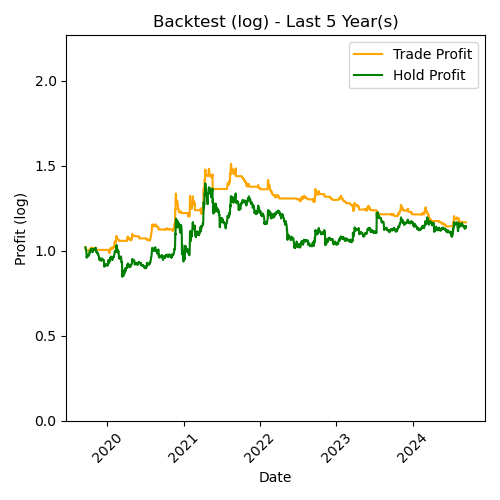 Backtest (log) - Last 5 Year(s)
Trade Profit
Hold Profit
Profit (log)
2.0
1.5
1.0
0.5
0.0
2020
2021
2022
2023
2024
Date